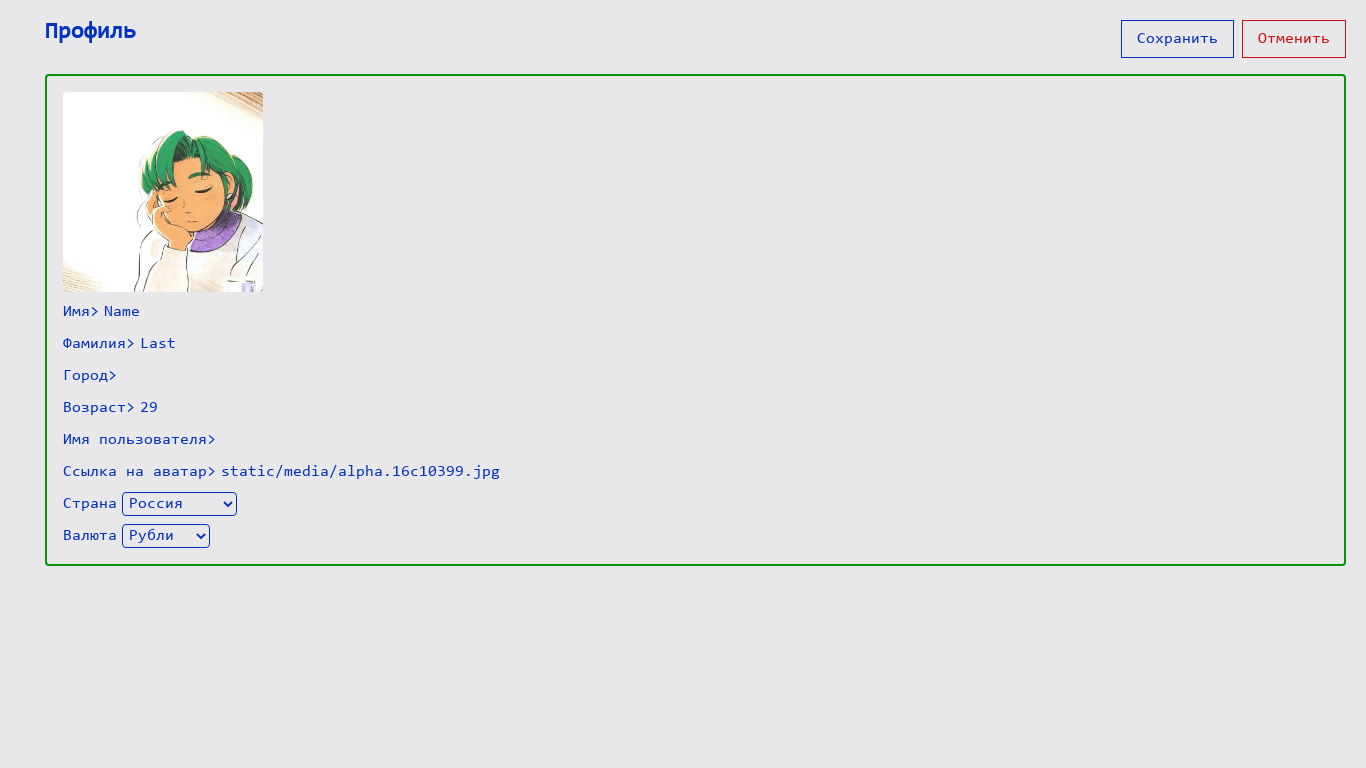 Профиль
Сохранить Отменить
Имя> Name
Фамилия> Last
Город>
Возраст> 29
Имя пользователя>
Ссылка на аватар> static/media/alpha.16c10399.jpg
Страна Россия
Валюта Рубли